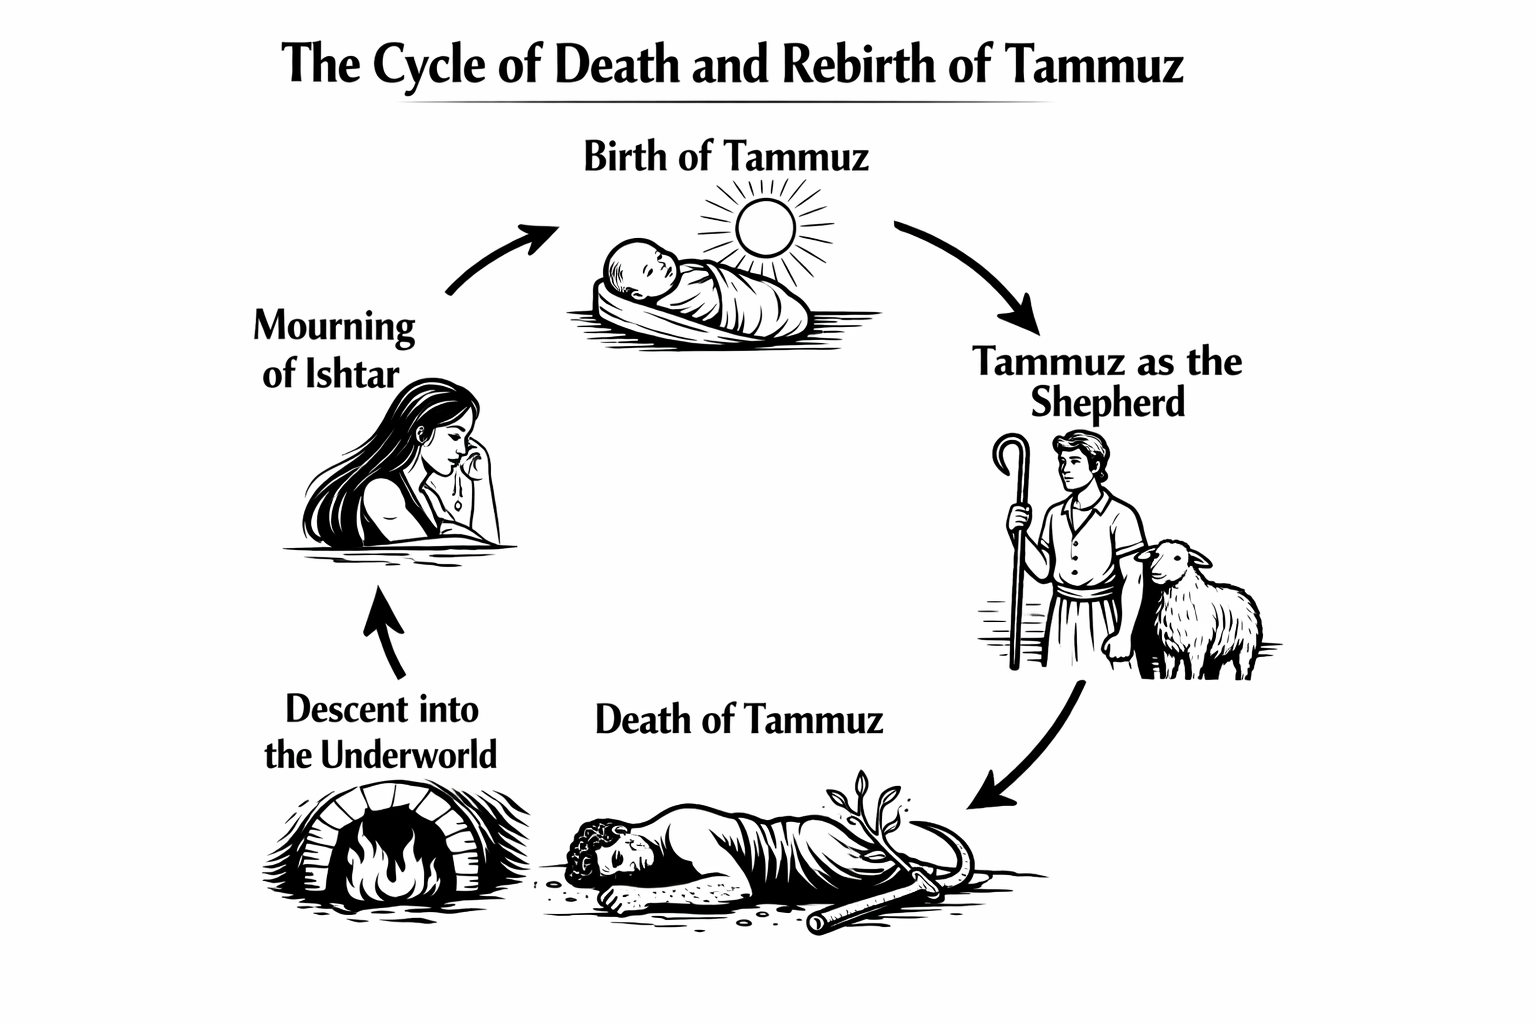 The Cycle of Death and Rebirth of Tammuz
Birth of Tammuz
Tammuz as the
Shepherd
Death of Tammuz
Descent into
the Underworld
Mourning
of Ishtar